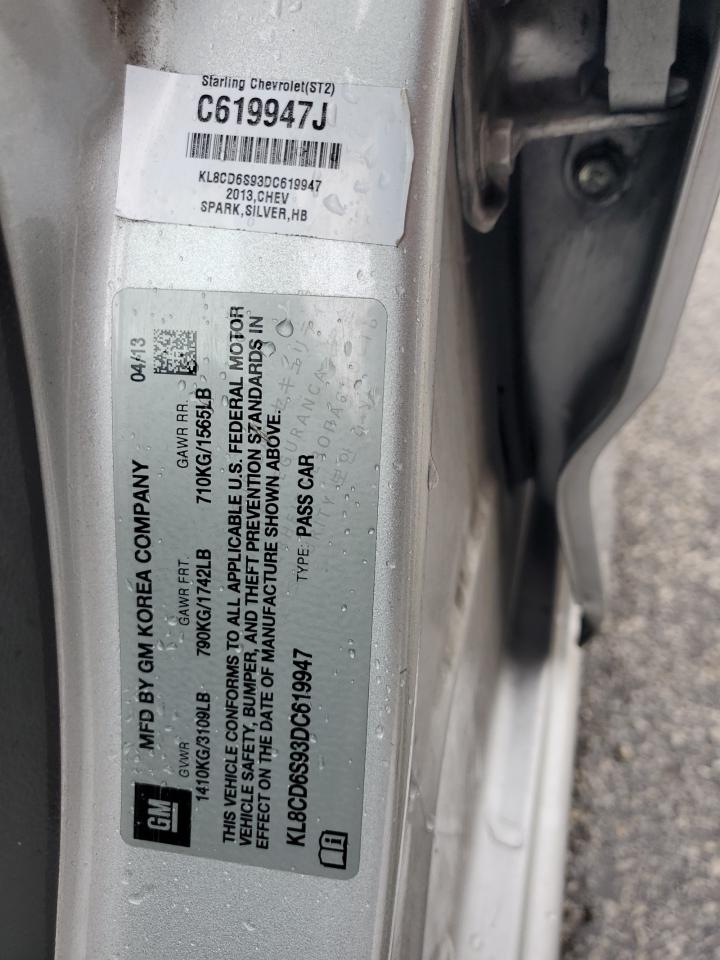 Starling Chevrolet(ST2)
C619947J
KL8CD6S93DC619947
2013,CHEV
SPARK,SILVER,HB
GM
MFD BY GM KOREA COMPANY
04/13
GVWR
GAWR FRT.
GAWR RR.
1410KG/3109LB
790KG/1742LB
710KG/1565LB
THIS VEHICLE CONFORMS TO ALL APPLICABLE U.S. FEDERAL MOTOR
VEHICLE SAFETY, BUMPER, AND THEFT PREVENTION STANDARDS IN
EFFECT ON THE DATE OF MANUFACTURE SHOWN ABOVE.
KL8CD6S93DC619947
TYPE: PASS CAR